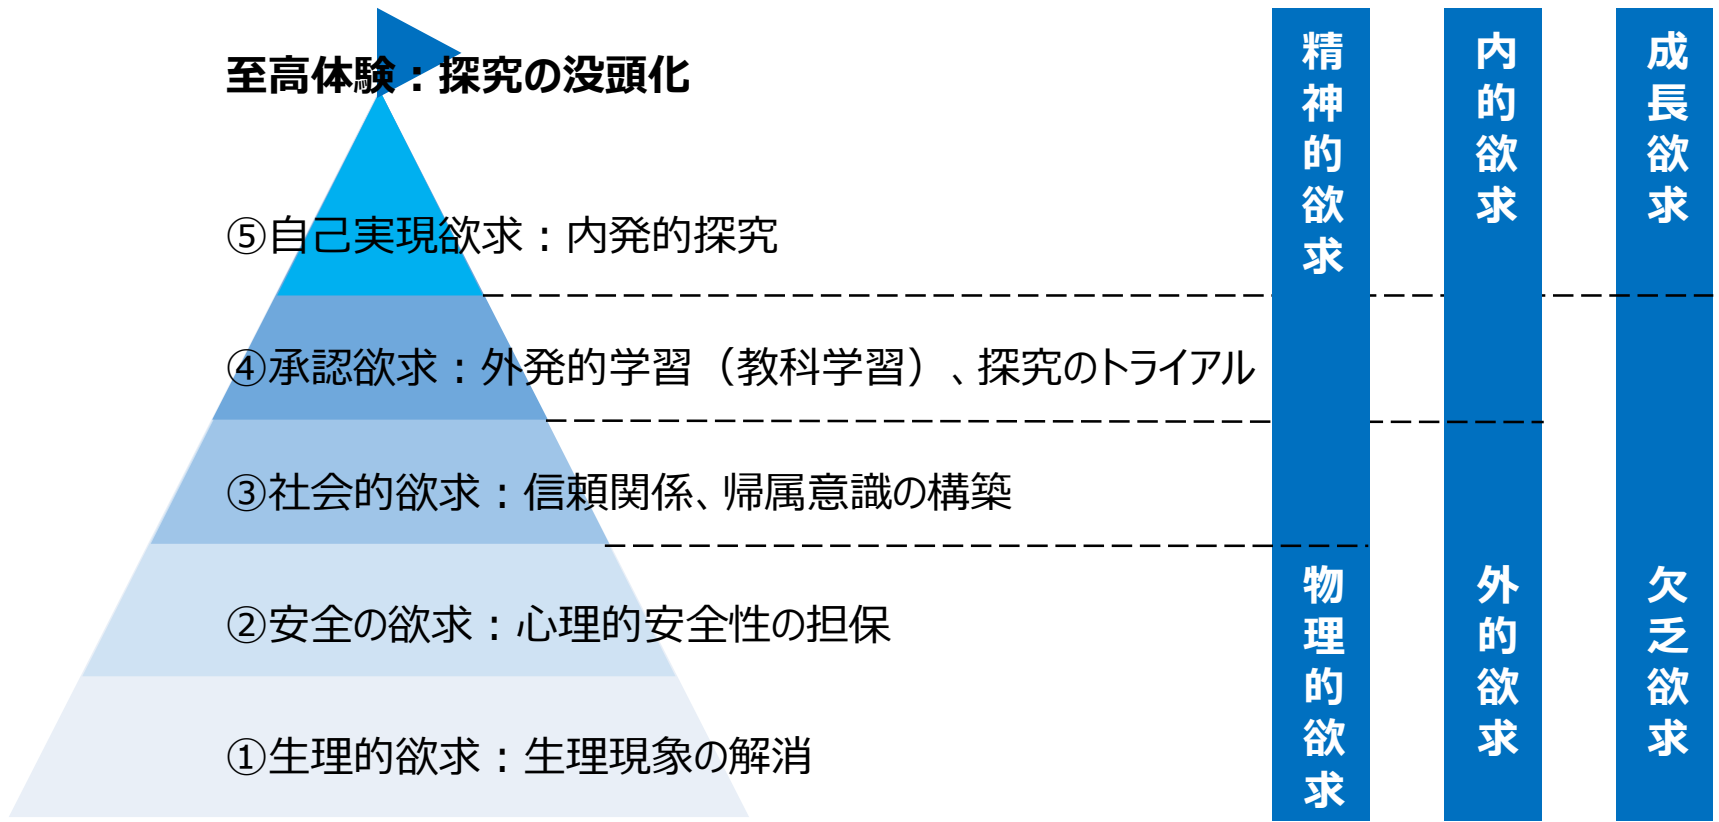 至高体験：探究の没頭化
⑤自己実現欲求：内発的探究
④承認欲求：外発的学習（教科学習）、探究のトライアル
③社会的欲求：信頼関係、帰属意識の構築
②安全の欲求：心理的安全性の担保
①生理的欲求：生理現象の解消
精神的欲求
物理的欲求
内的欲求
外的欲求
成長欲求
欠乏欲求